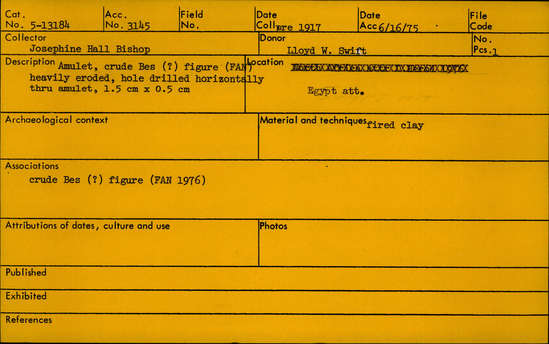 Cat. No. 5-13184 Acc. No. 3145 Field No. Date Coll. pre 1917 Date Acc 6/16/75 File Code
Collector Josephine Hall Bishop Donor Lloyd W. Swift No. Pcs. 1
Description Amulet, crude Bes (?) figure (FAN)
heavily eroded, hole drilled horizontally
thru amulet, 1.5 cm x 0.5 cm
Location
Egypt att.
Archaeological context
Material and techniques fired clay
Associations
crude Bes (?) figure (FAN 1976)
Attributions of dates, culture and use
Photos
Published
Exhibited
References